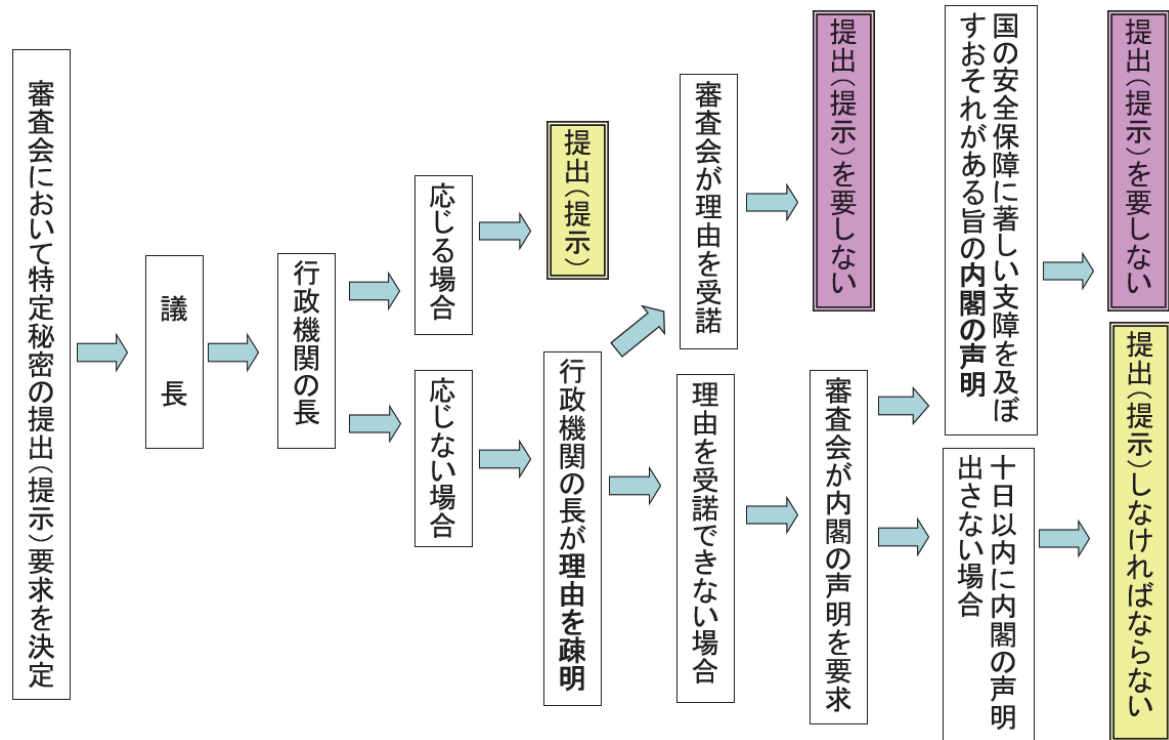 審査会において特定秘密の提出（提示）要求を決定
議長
行政機関の長
応じる場合
提出（提示）
応じない場合
行政機関の長が理由を疎明
審査会が理由を受諾
提出（提示）を要しない
理由を受諾できない場合
審査会が内閣の声明を要求
国の安全保障に著しい支障を及ぼ
すおそれがある旨の内閣の声明
提出（提示）を要しない
十日以内に内閣の声明
出さない場合
提出（提示）しなければならない